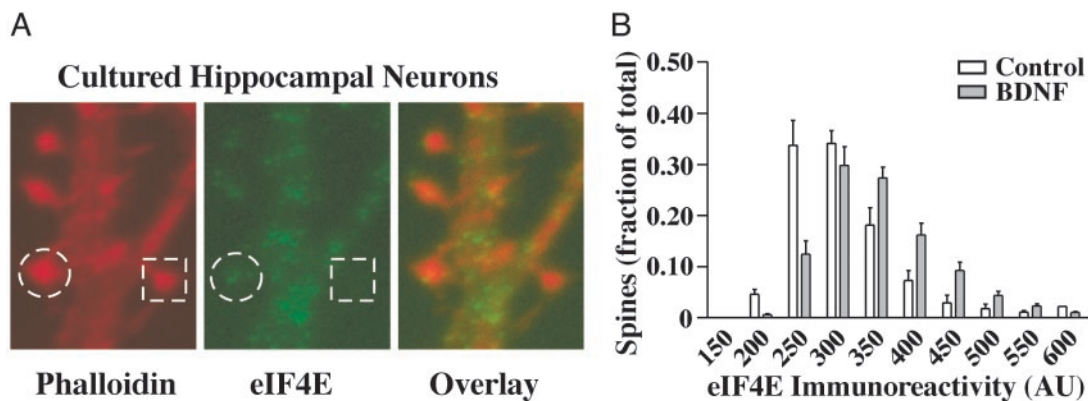 A
Cultured Hippocampal Neurons
Phalloidin
eIF4E
Overlay
B
Spines (fraction of total)
0.50
0.40
0.30
0.20
0.10
0
Control
BDNF
150
200
250
300
350
400
450
500
550
600
eIF4E Immunoreactivity (AU)